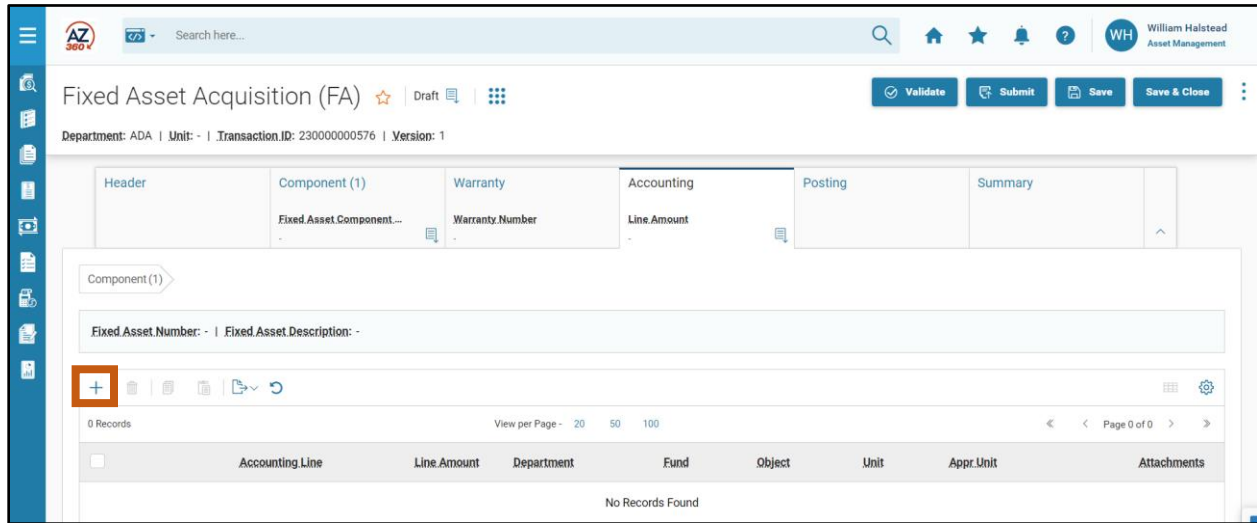 AZ
360
Search here...
?
WH
William Halstead
Asset Management
Fixed Asset Acquisition (FA)
Draft
Validate
Submit
Save
Save & Close
Department: ADA | Unit: - | Transaction ID: 230000000576 | Version: 1
Header
Component (1)
Warranty
Accounting
Posting
Summary
Fixed Asset Component ...
Warranty Number
Line Amount
-
-
-
Component (1)
Fixed Asset Number: - | Fixed Asset Description: -
0 Records
View per Page - 20 50 100
Page 0 of 0
Accounting Line
Line Amount
Department
Fund
Object
Unit
Appr Unit
Attachments
No Records Found